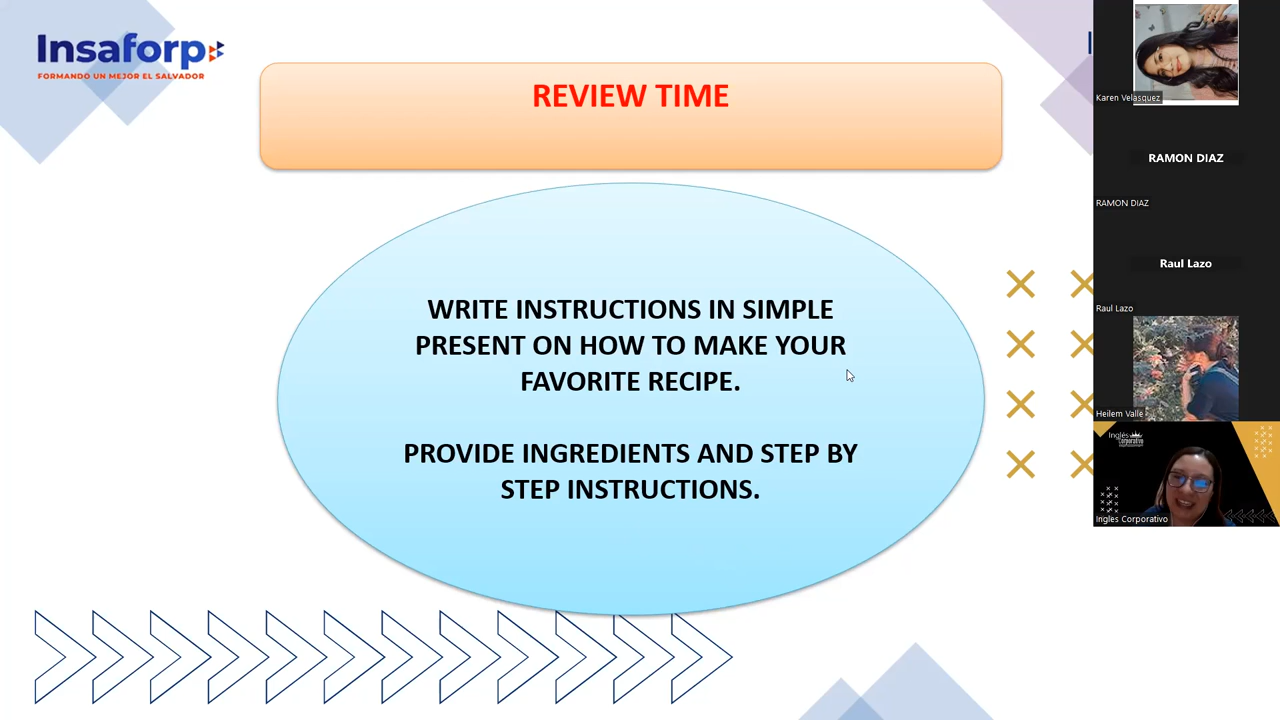 Insaforp
FORMANDO UN MEJOR EL SALVADOR
REVIEW TIME
WRITE INSTRUCTIONS IN SIMPLE
PRESENT ON HOW TO MAKE YOUR
FAVORITE RECIPE.
PROVIDE INGREDIENTS AND STEP BY
STEP INSTRUCTIONS.
I
Karen Velasquez
RAMON DIAZ
RAMON DIAZ
Raul Lazo
Raul Lazo
Heilem Valle
Inglés
Corporativo
Ingles Corporativo